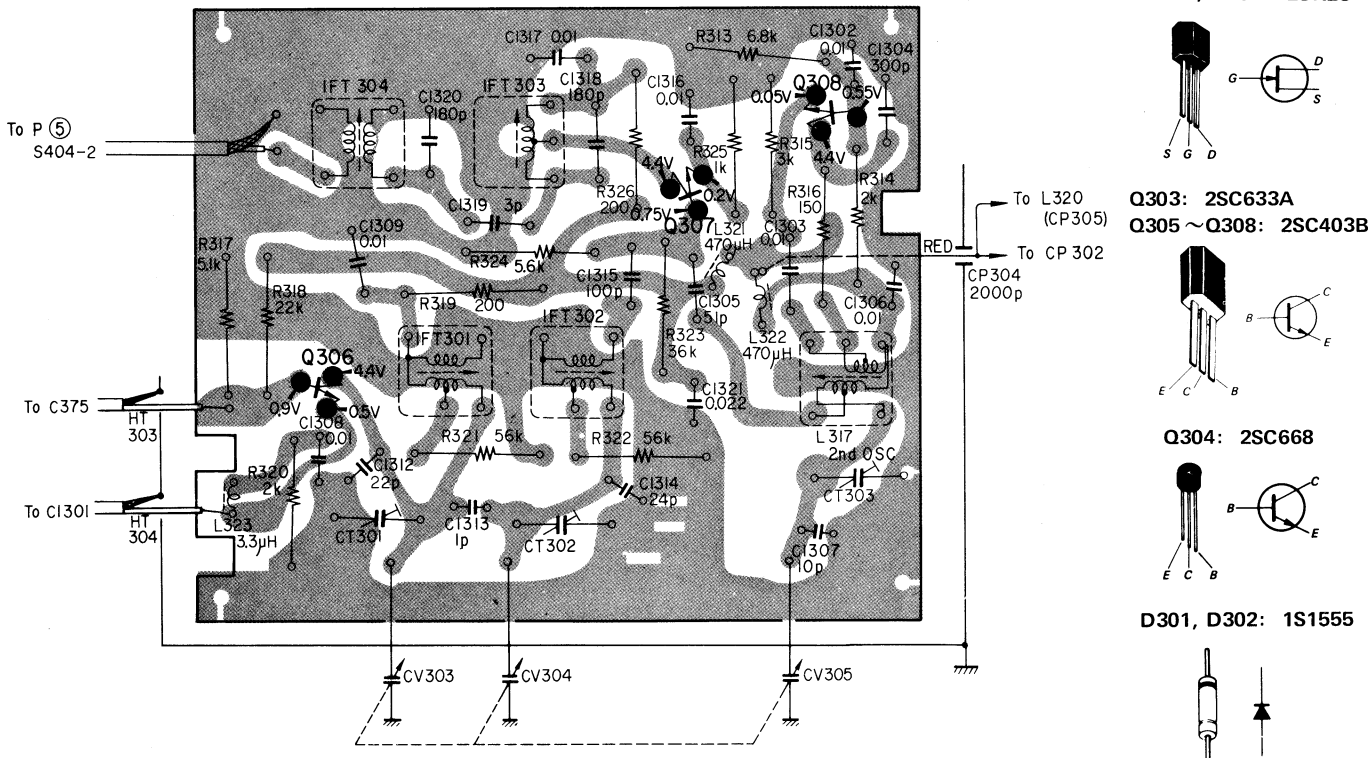 C1317 0.01
R313 6.8k
C1302
0.01
C1304
300p
IFT 304
C1320
180p
IFT303
C1318
180p
C1316
0.01
Q308
0.05V
0.55V
To P ⑤
S404-2
R325
1k
R315
3k
4.4V
R314
2k
4.4V
0.2V
R326
200
R316
150
0.75V
Q307
C1319 3p
C1309
0.01
R317
5.1k
R318
22k
R324 5.6k
L321
470μH
C1303
0.01
RED
To L320
(CP305)
To CP302
CP304
2000p
C1315
100p
R319 200
C1305
51p
C1306
0.01
IFT301
IFT302
R323
36k
L322
470μH
Q306
4.4V
0.9V
0.5V
C1308
0.01
C1321
0.022
To C375
HT
303
L317
2nd OSC
R321 56k
R322 56k
R320
2k
C1312
22p
C1314
24p
CT303
To C1301
HT
304
L323
3.3μH
CT301
C1313
1p
CT302
C1307
10p
CV303
CV304
CV305
G
D
S
S G D
Q303: 2SC633A
Q305～Q308: 2SC403B
B
C
E
E C B
Q304: 2SC668
B
C
E
E C B
D301, D302: 1S1555